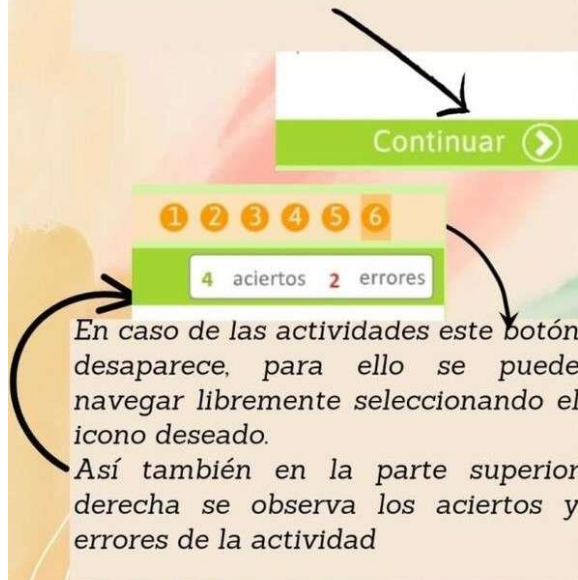 Continuar
1 2 3 4 5 6
4 aciertos 2 errores
En caso de las actividades este botón
desaparece, para ello se puede
navegar libremente seleccionando el
icono deseado.
Así también en la parte superior
derecha se observa los aciertos y
errores de la actividad